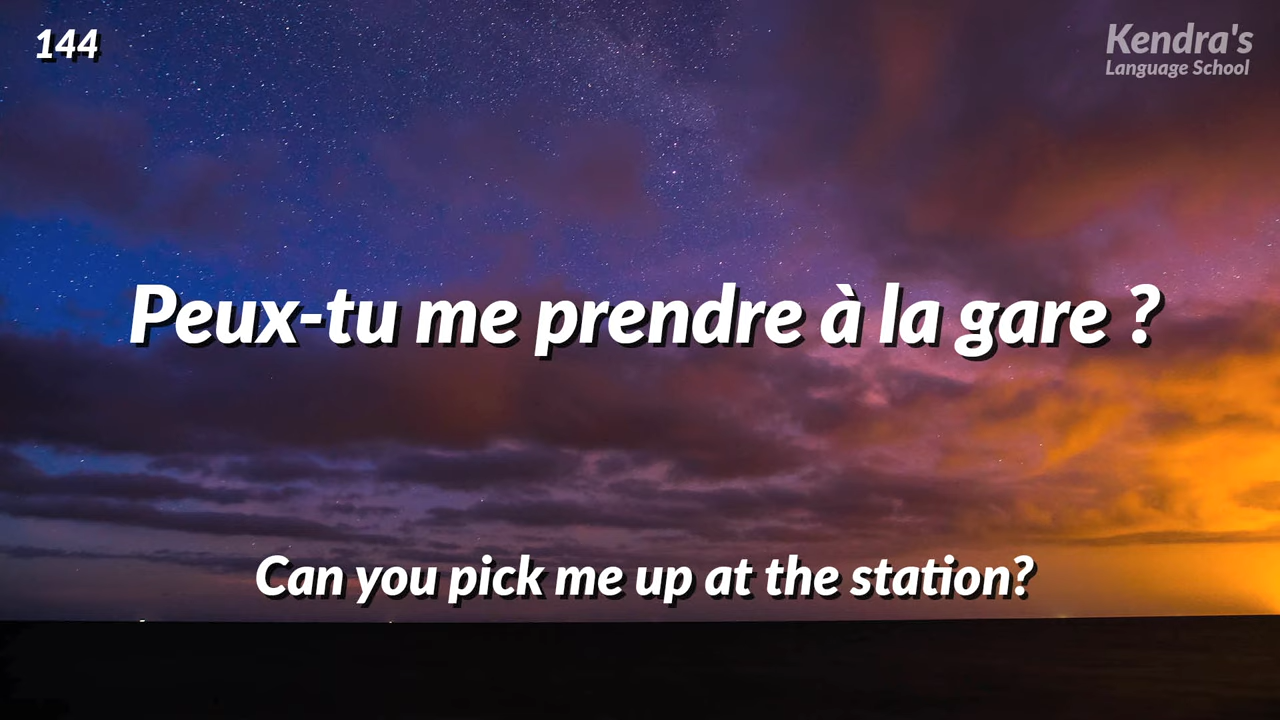 144
Kendra's
Language School
Peux-tu me prendre à la gare ?
Can you pick me up at the station?